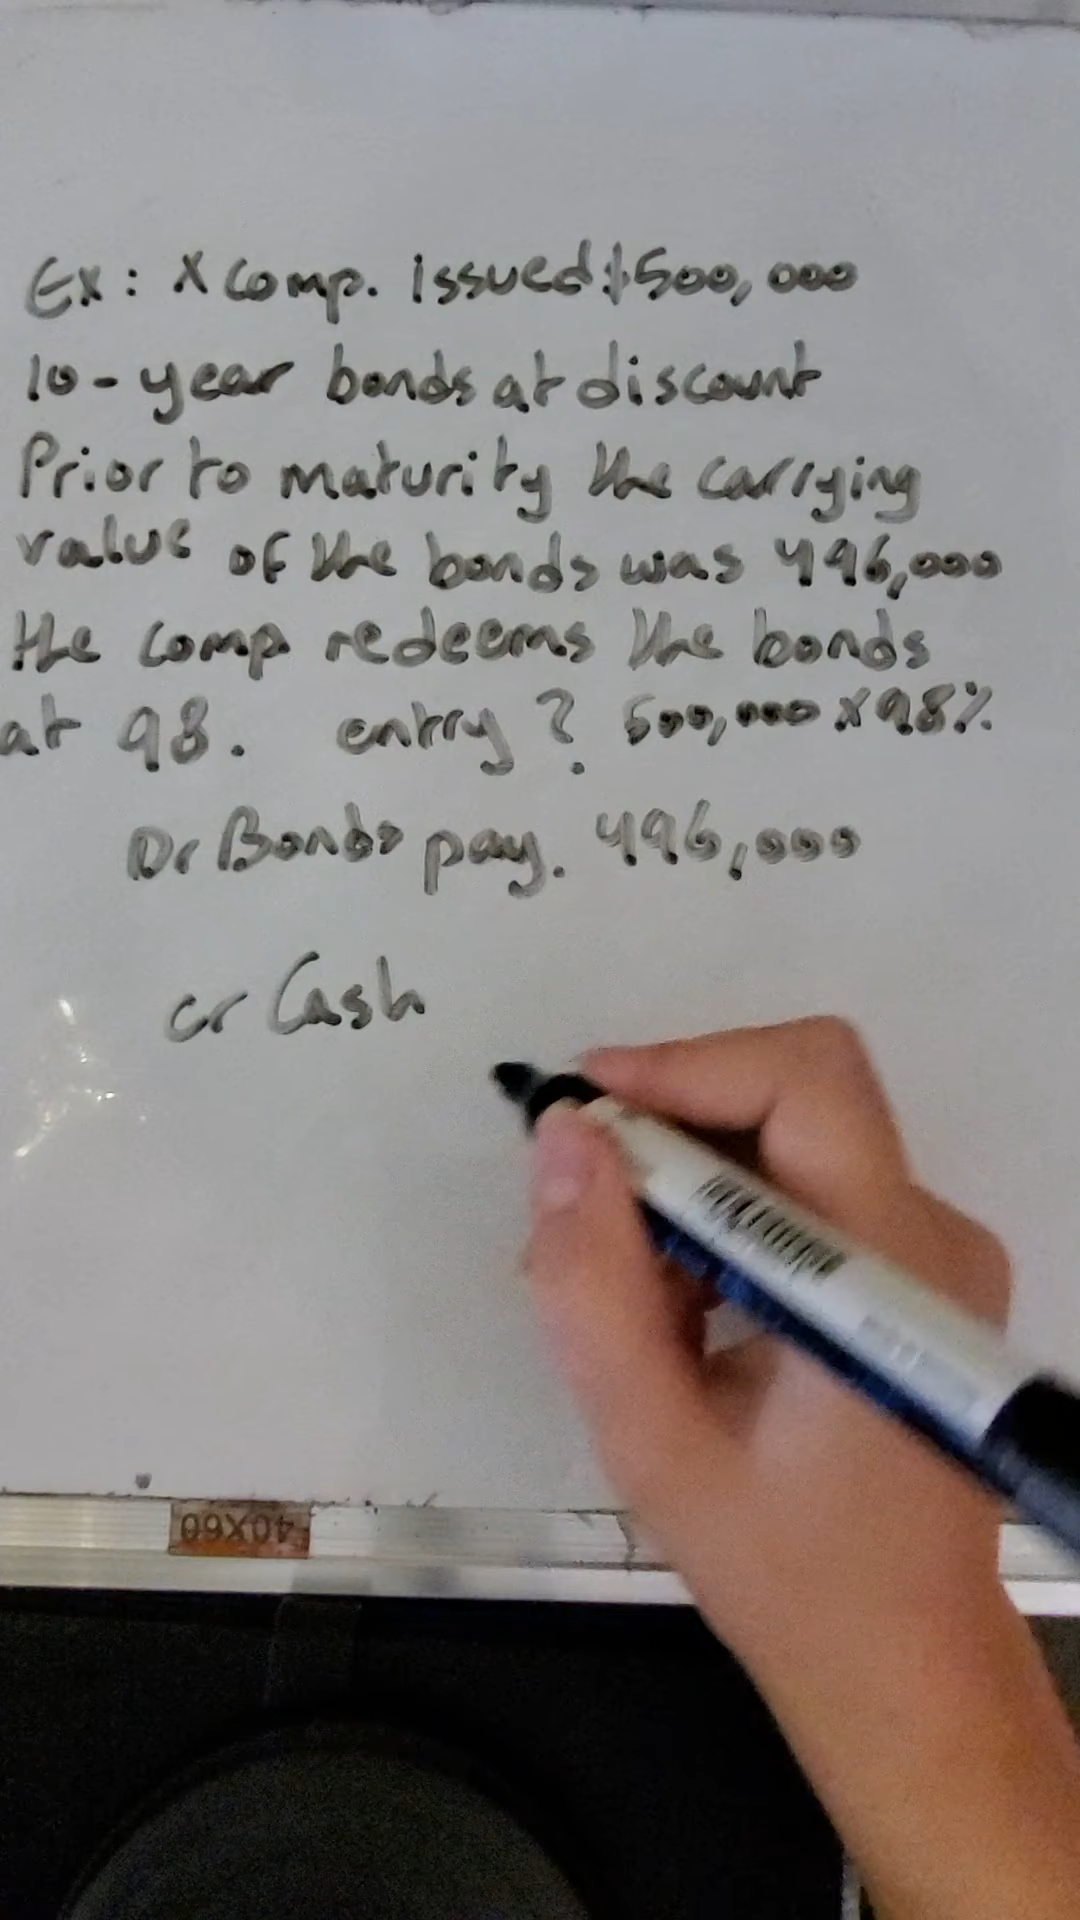 Ex: X comp. issued $500,000
10-year bonds at discount
Prior to maturity the carrying
value of the bonds was 496,000
the comp. redeems the bonds
at 98. entry? 500,000 X 98%
Dr Bonds pay. 496,000
cr Cash
40X60